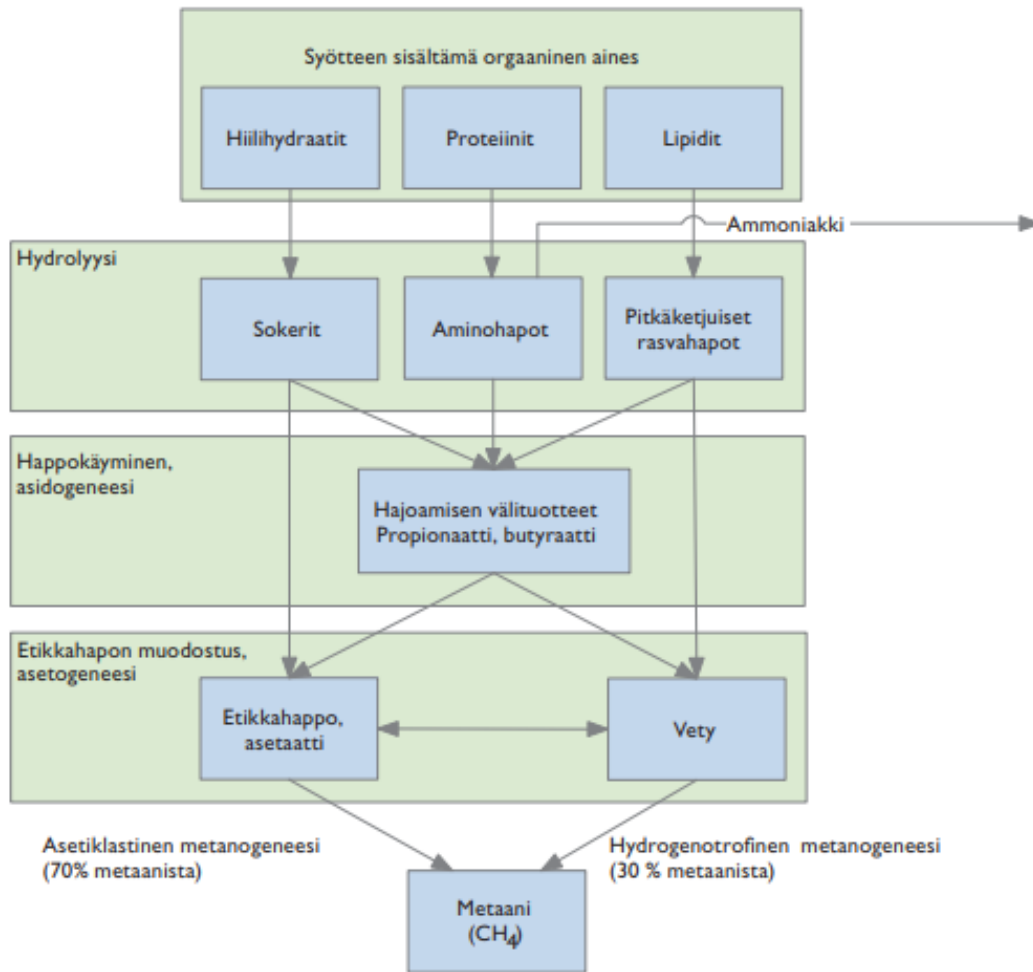 Syötteen sisältämä orgaaninen aines
Hiilihydraatit
Proteiinit
Lipidit
Ammoniakki
Hydrolyysi
Sokerit
Aminohapot
Pitkäketjuiset
rasvahapot
Happokäyminen,
asidogeneesi
Hajoamisen välituotteet
Propionaatti, butyraatti
Etikkahapon muodostus,
asetogeneesi
Etikkahappo,
asetaatti
Vety
Asetiklastinen metanogeneesi
(70% metaanista)
Hydrogenotrofinen metanogeneesi
(30 % metaanista)
Metaani
(CH4)